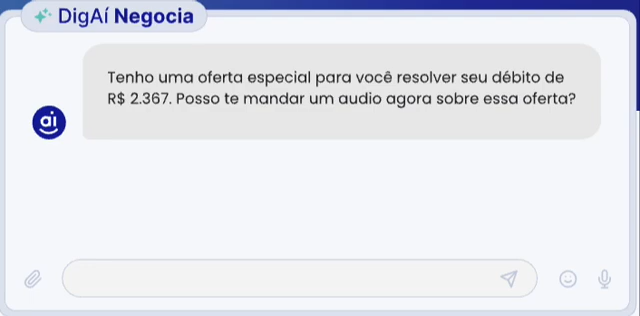 DigAí Negocia
Tenho uma oferta especial para você resolver seu débito de
R$ 2.367. Posso te mandar um audio agora sobre essa oferta?
ai